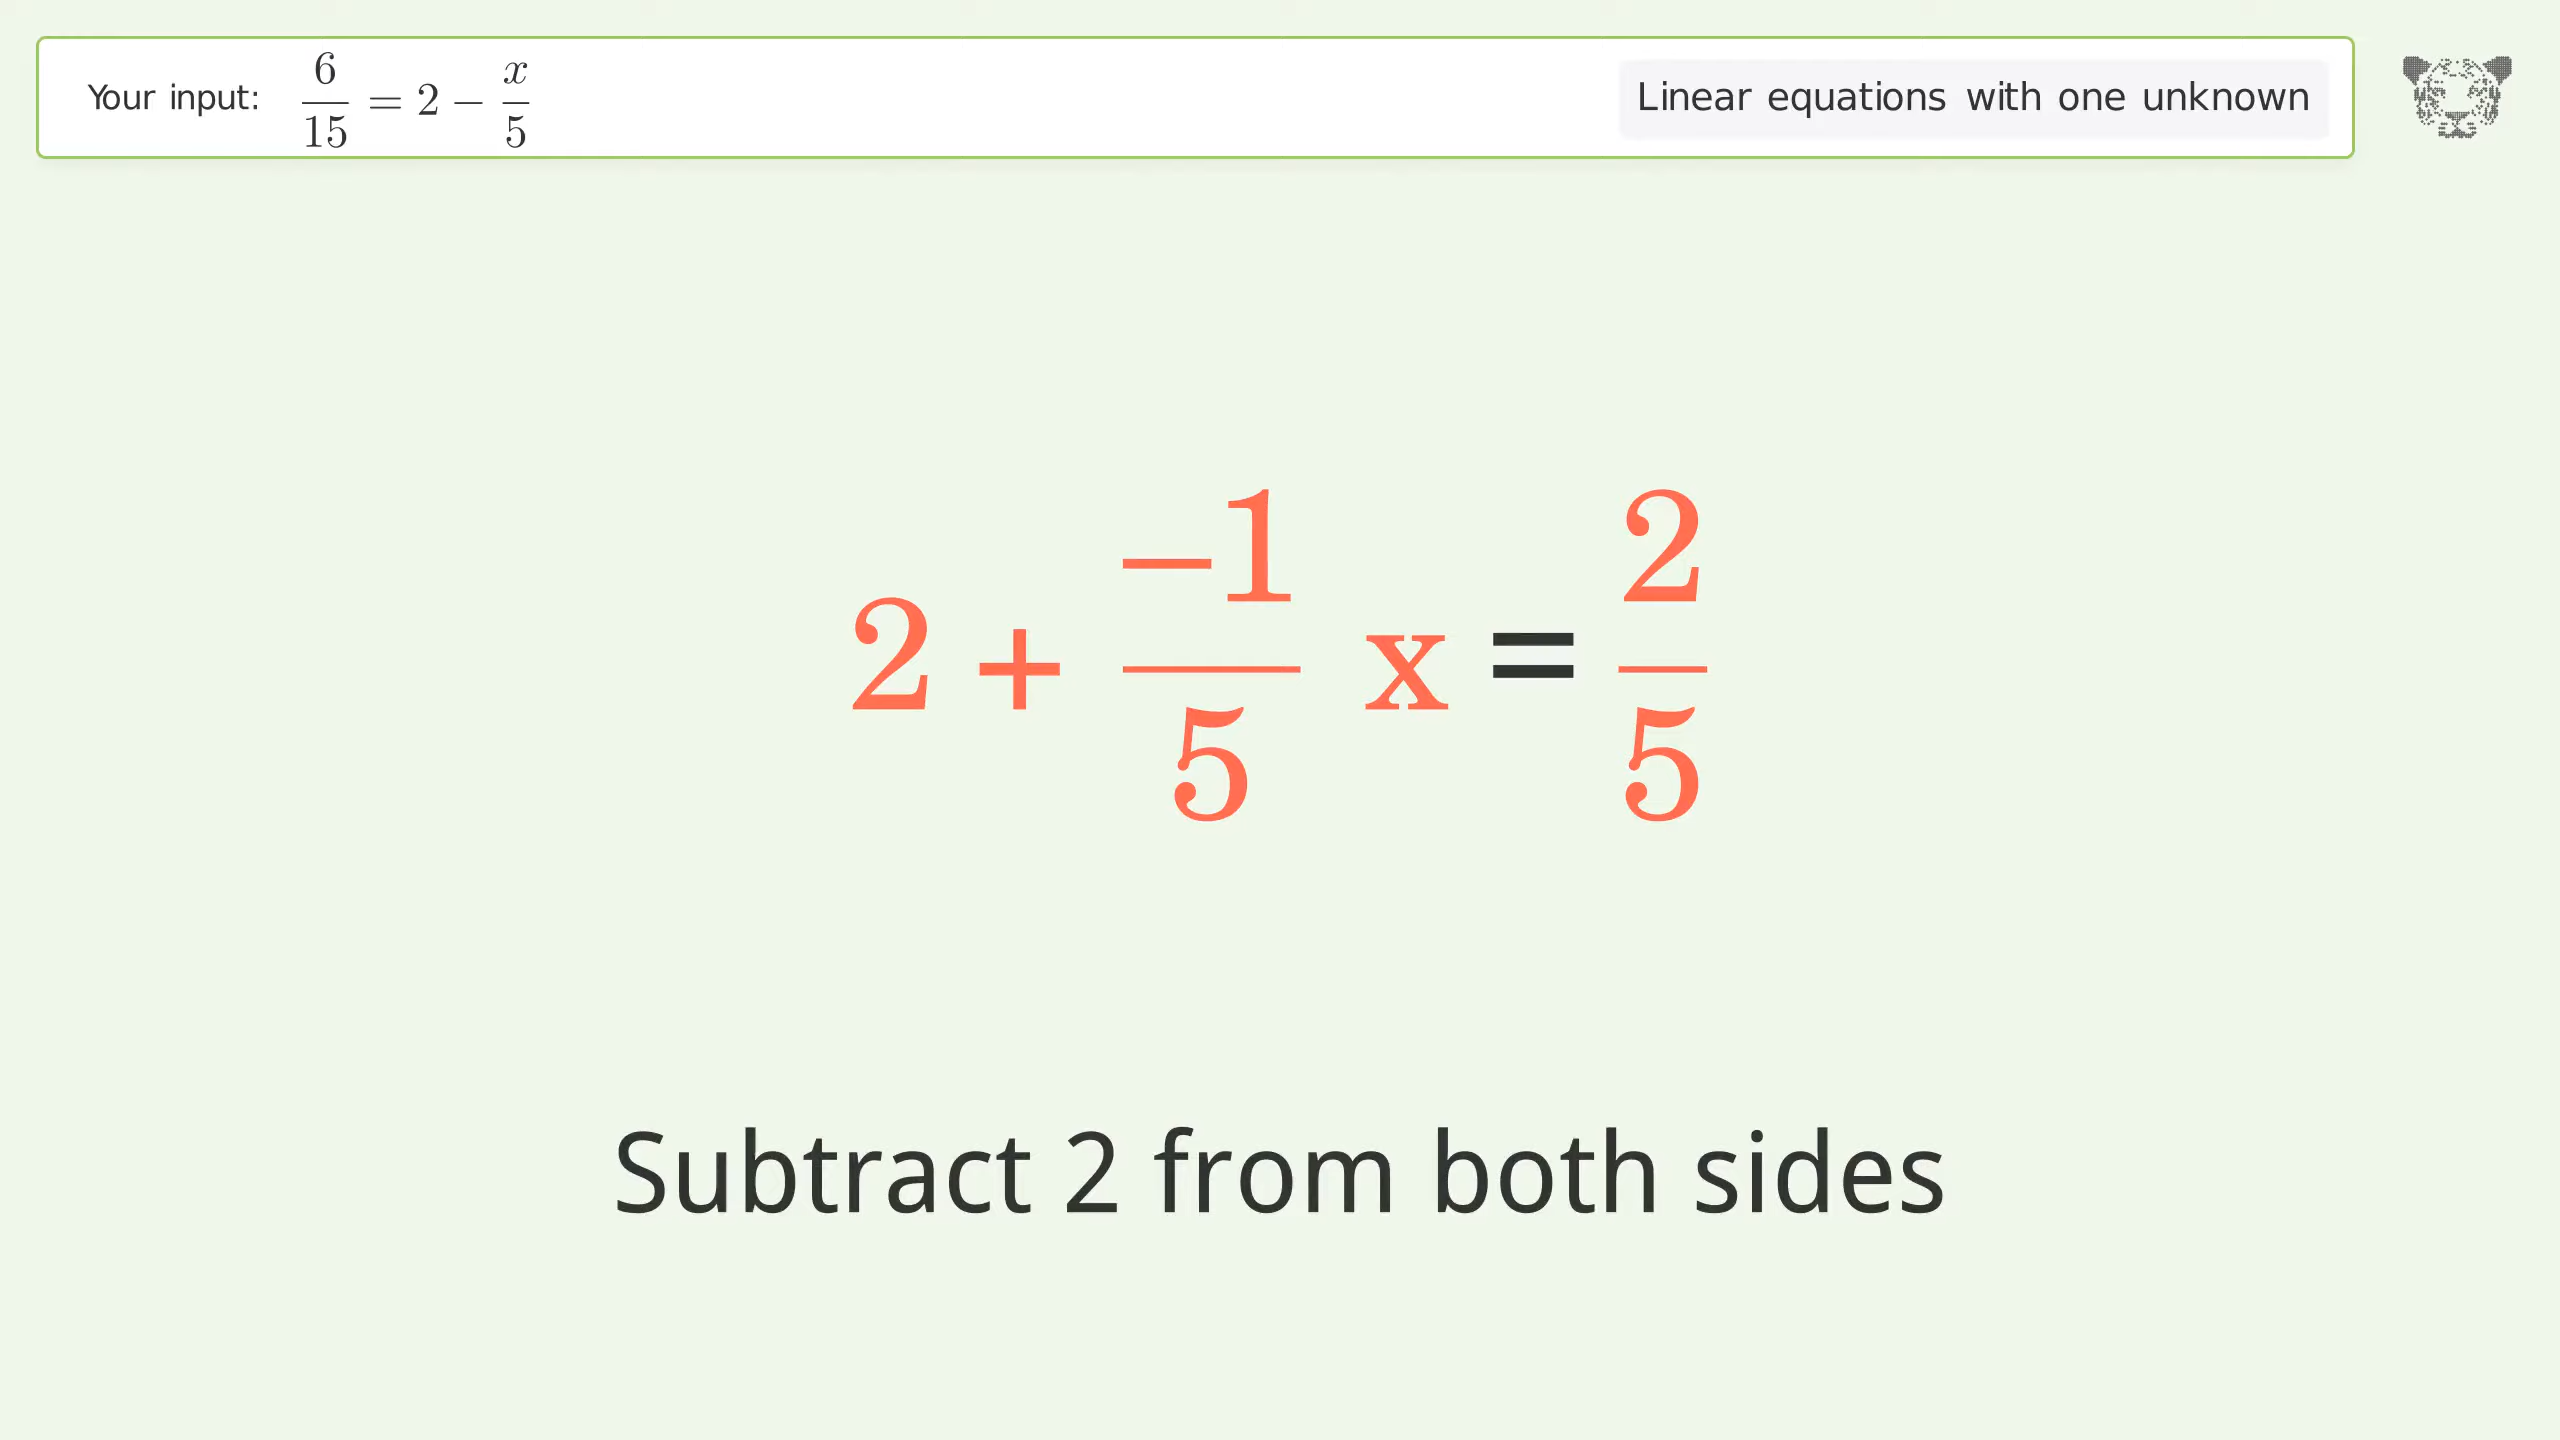 Your input: 6/15 = 2 − x/5
Linear equations with one unknown
2 + −1/5 x = 2/5
Subtract 2 from both sides